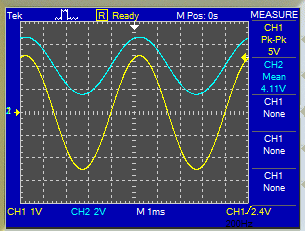 Tek R Ready M Pos: 0s MEASURE
CH1
Pk-Pk
5V
CH2
Mean
4.11V
CH1
None
CH1
None
CH1
None
2
CH1 1V CH2 2V M 1ms CH1/2.4V